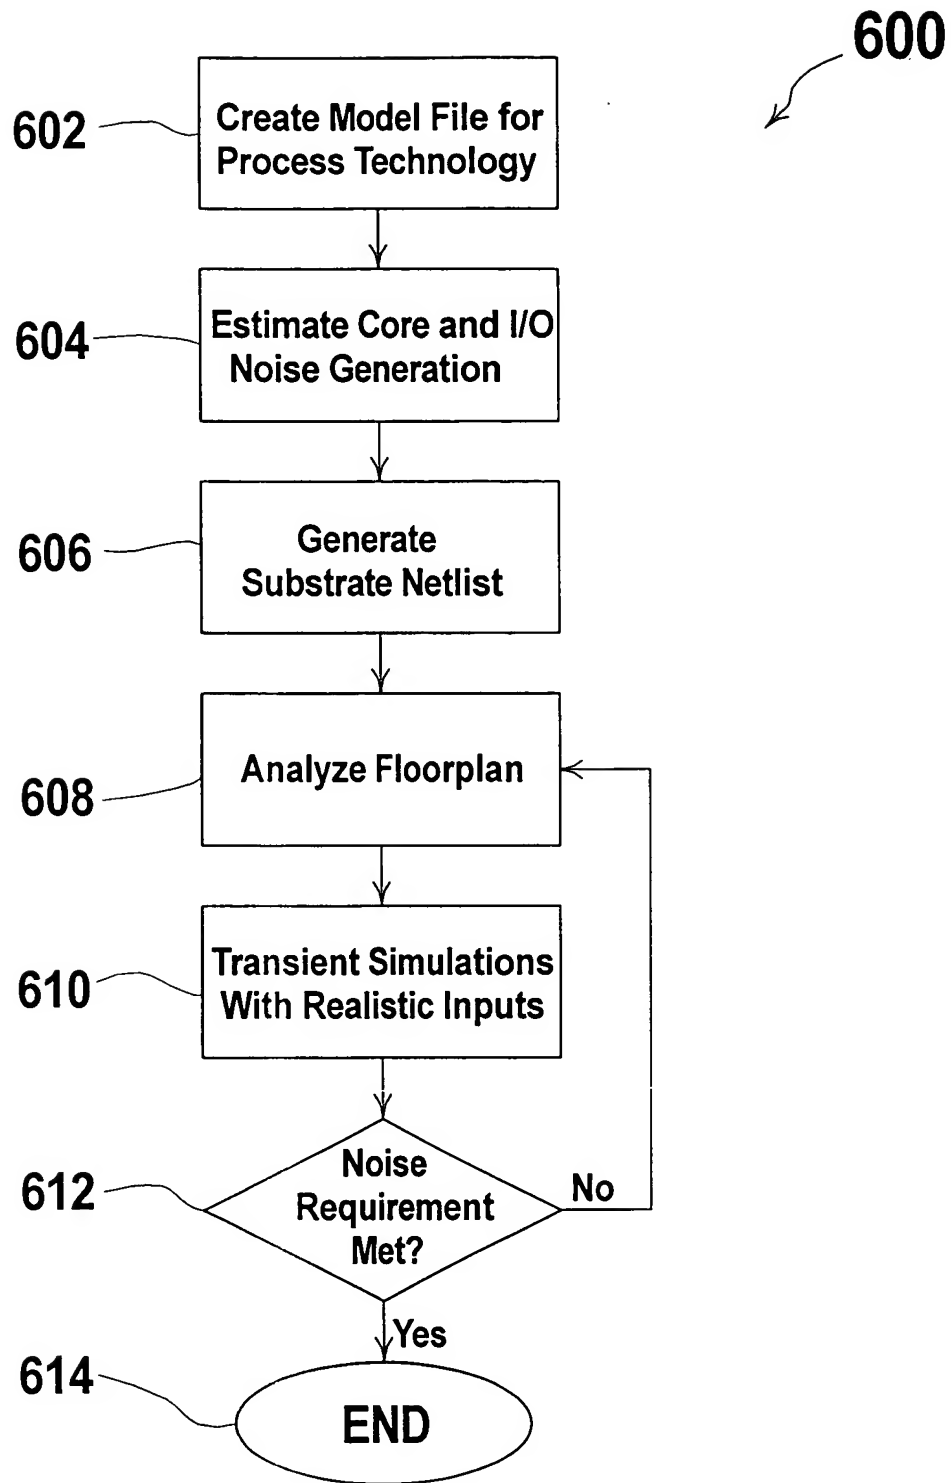 600
602
Create Model File for
Process Technology
604
Estimate Core and I/O
Noise Generation
606
Generate
Substrate Netlist
608
Analyze Floorplan
610
Transient Simulations
With Realistic Inputs
612
Noise
Requirement
Met?
No
Yes
614
END